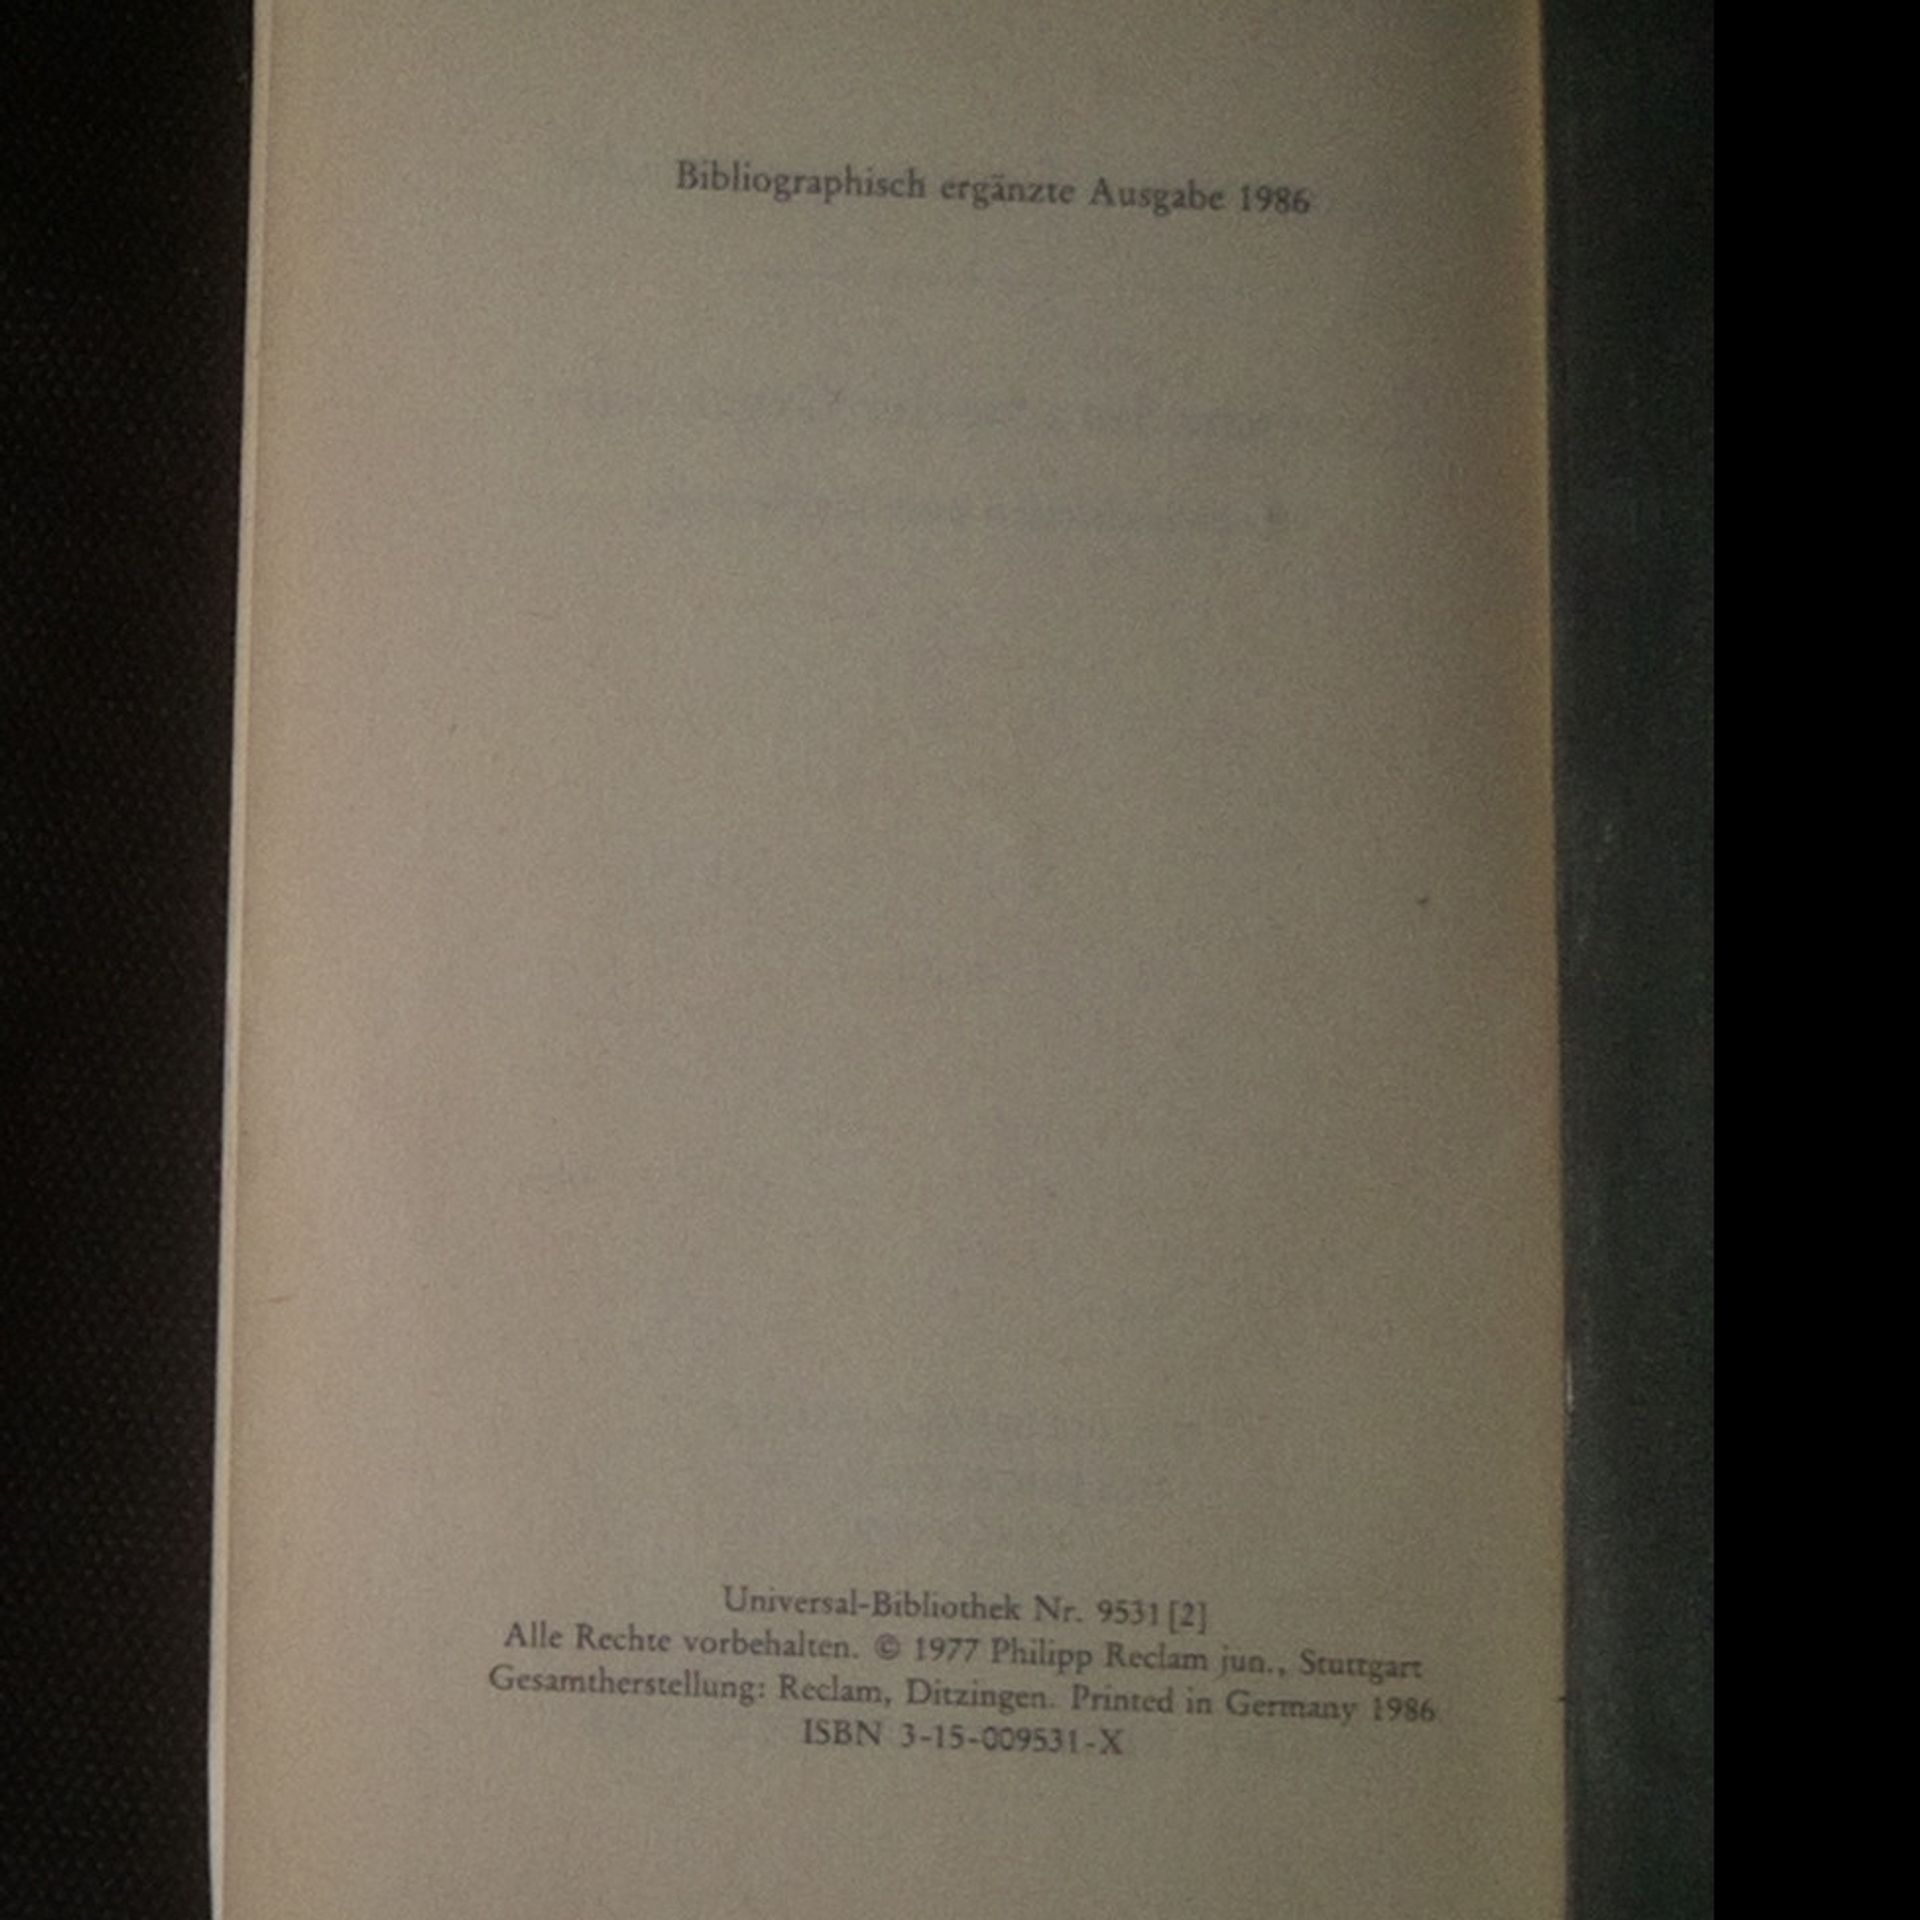 Bibliographisch ergänzte Ausgabe 1986
Universal-Bibliothek Nr. 9531 [2]
Alle Rechte vorbehalten. © 1977 Philipp Reclam jun., Stuttgart
Gesamtherstellung: Reclam, Ditzingen. Printed in Germany 1986
ISBN 3-15-009531-X